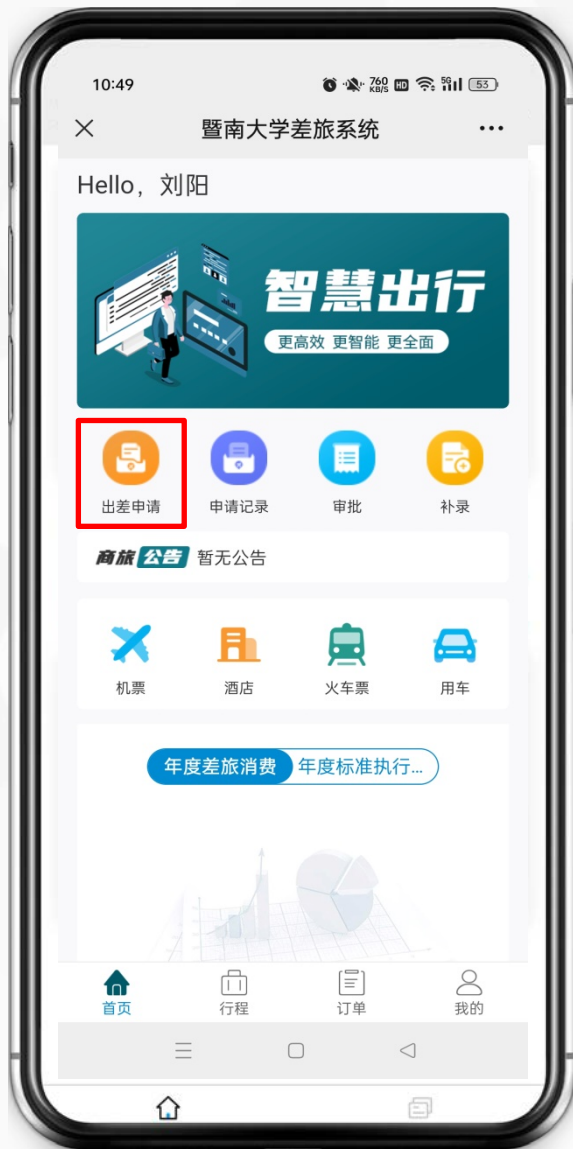 10:49 760 KB/S HD 5G 53
暨南大学差旅系统
Hello，刘阳
智慧出行
更高效 更智能 更全面
出差申请 申请记录 审批 补录
商旅 公告 暂无公告
机票 酒店 火车票 用车
年度差旅消费 年度标准执行...
首页 行程 订单 我的